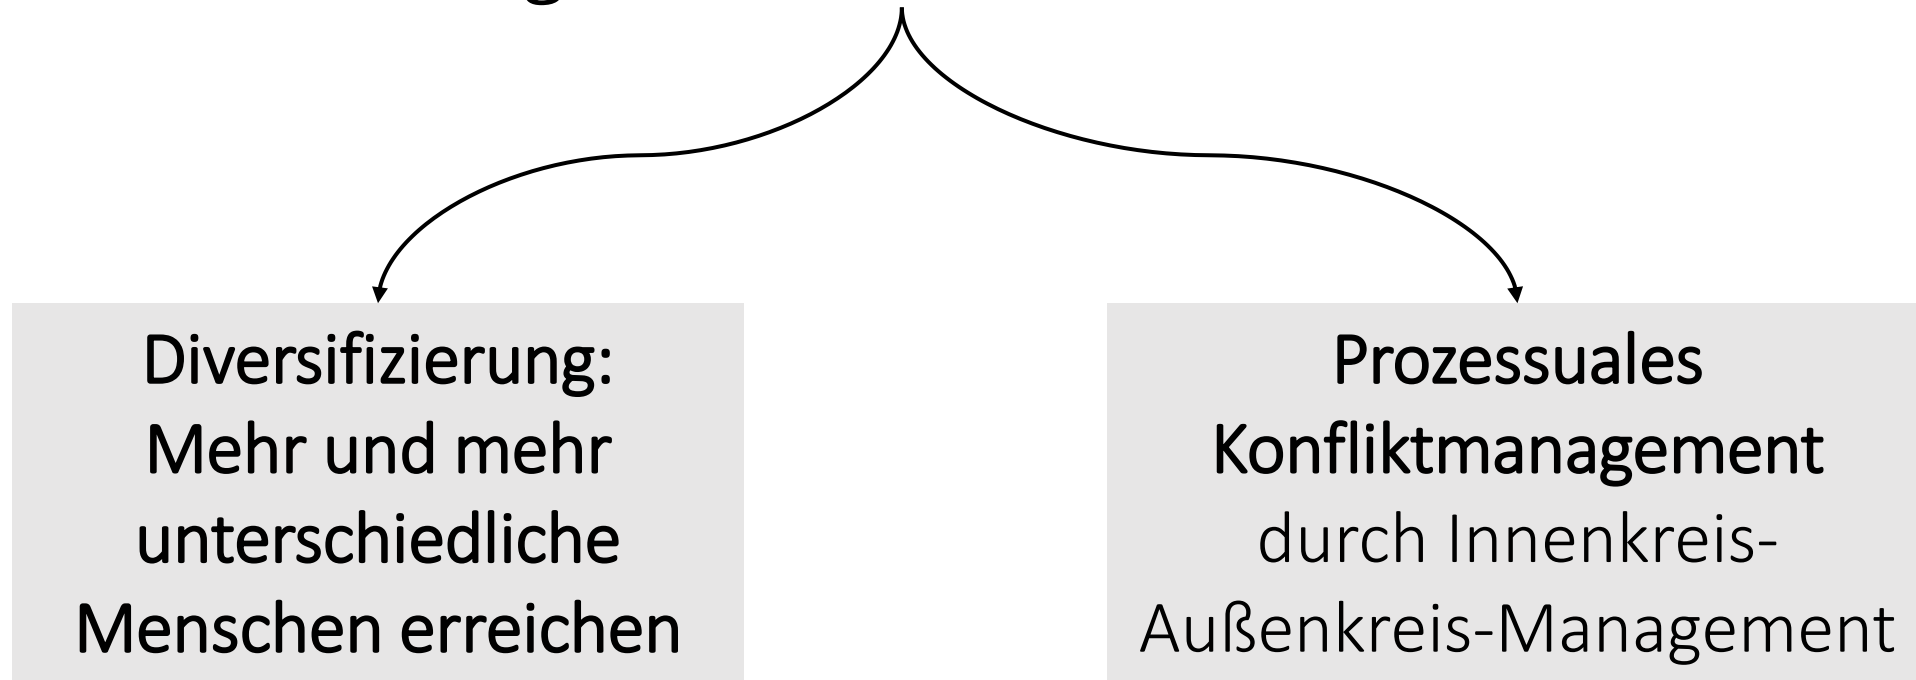 Diversifizierung:
Mehr und mehr
unterschiedliche
Menschen erreichen
Prozessuales
Konfliktmanagement
durch Innenkreis-
Außenkreis-Management